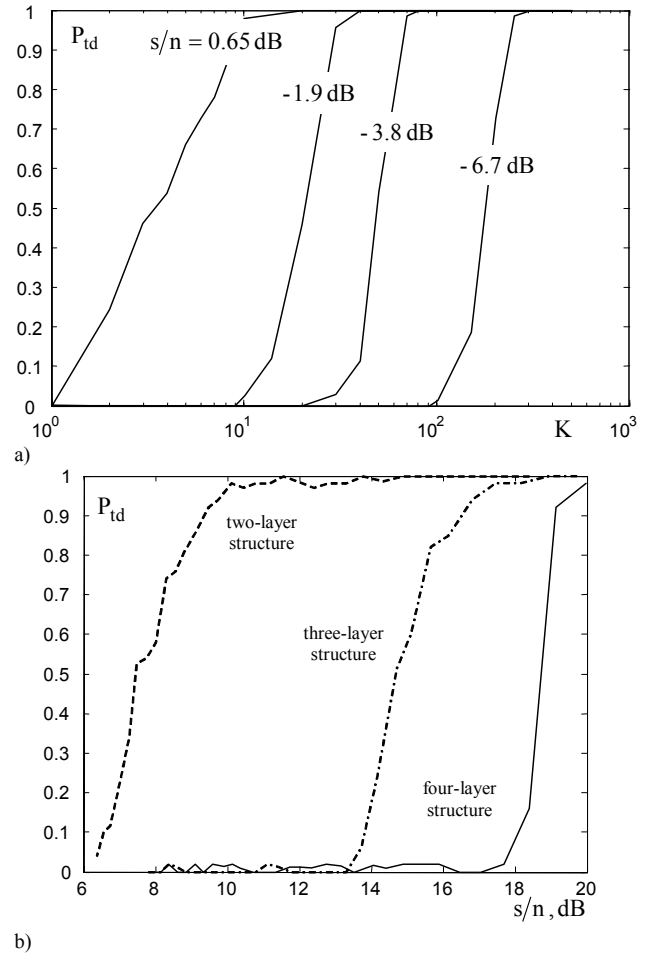 1
P_td
s/n = 0.65 dB
0.9
0.8
- 1.9 dB
0.7
- 3.8 dB
0.6
- 6.7 dB
0.5
0.4
0.3
0.2
0.1
0
10^0
10^1
10^2
K
10^3
a)
1
P_td
0.9
two-layer
structure
0.8
0.7
0.6
three-layer
structure
0.5
0.4
0.3
four-layer
structure
0.2
0.1
0
6
8
10
12
14
16
18
20
s/n , dB
b)